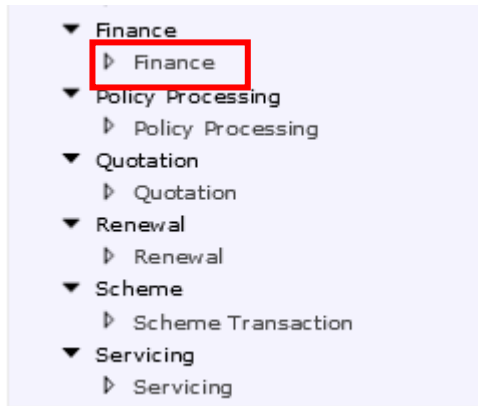 Finance
Finance
Policy Processing
Policy Processing
Quotation
Quotation
Renewal
Renewal
Scheme
Scheme Transaction
Servicing
Servicing